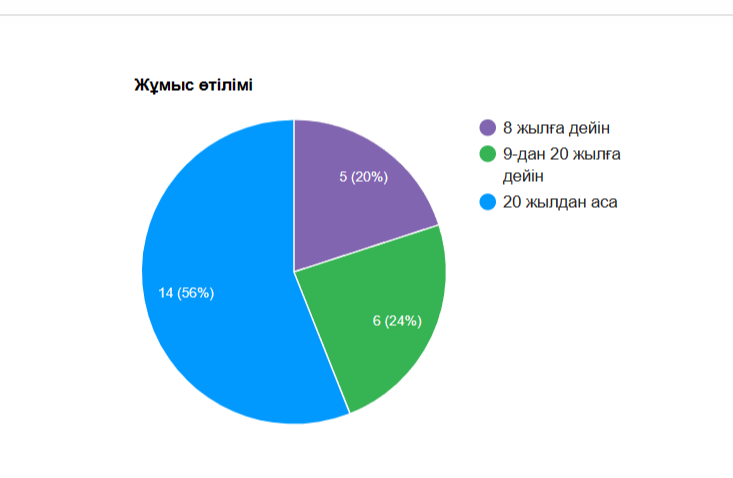 Жұмыс өтілімі
8 жылға дейін
9-дан 20 жылға
дейін
20 жылдан аса
5 (20%)
6 (24%)
14 (56%)